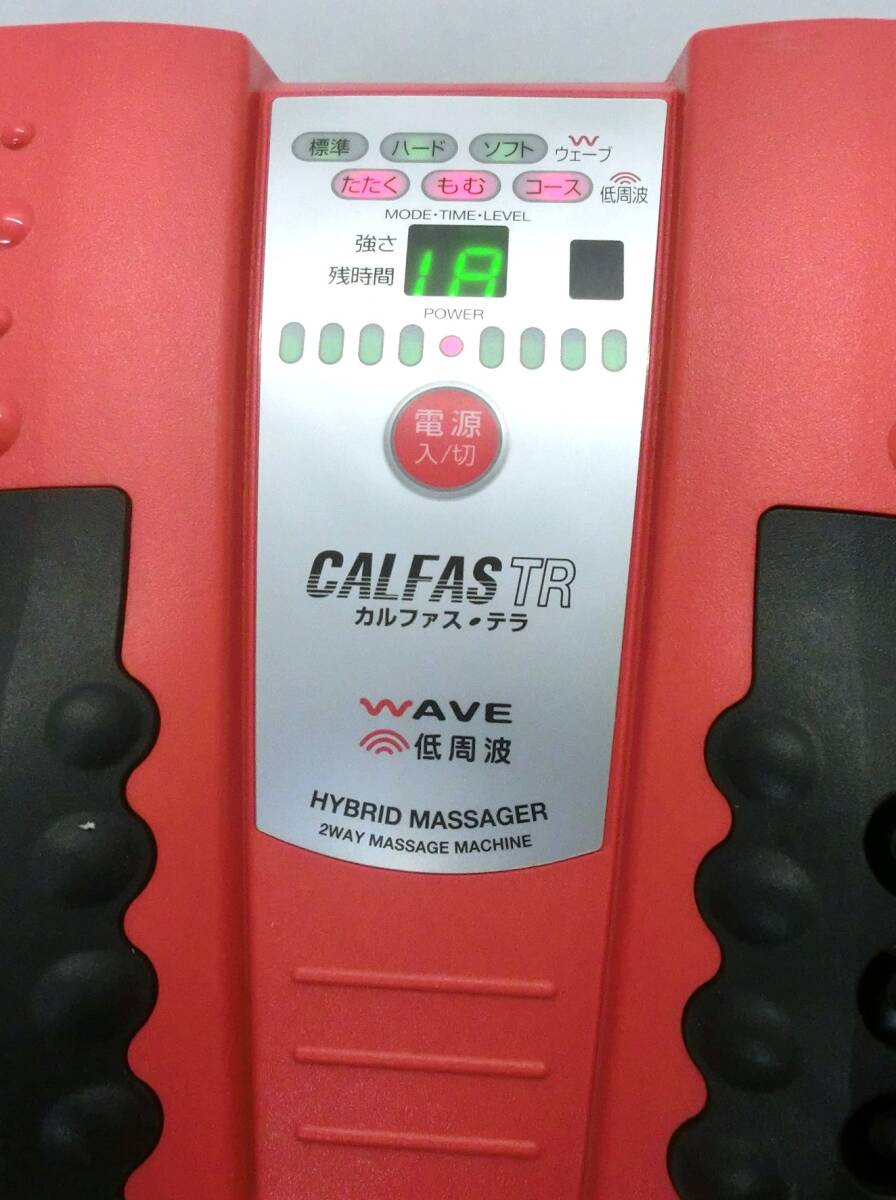 標準 ハード ソフト ウェーブ
たたく もむ コース 低周波
MODE・TIME・LEVEL
強さ
残時間
18
POWER
電源
入/切
CALFAS TR
カルファス・テラ
WAVE
低周波
HYBRID MASSAGER
2WAY MASSAGE MACHINE